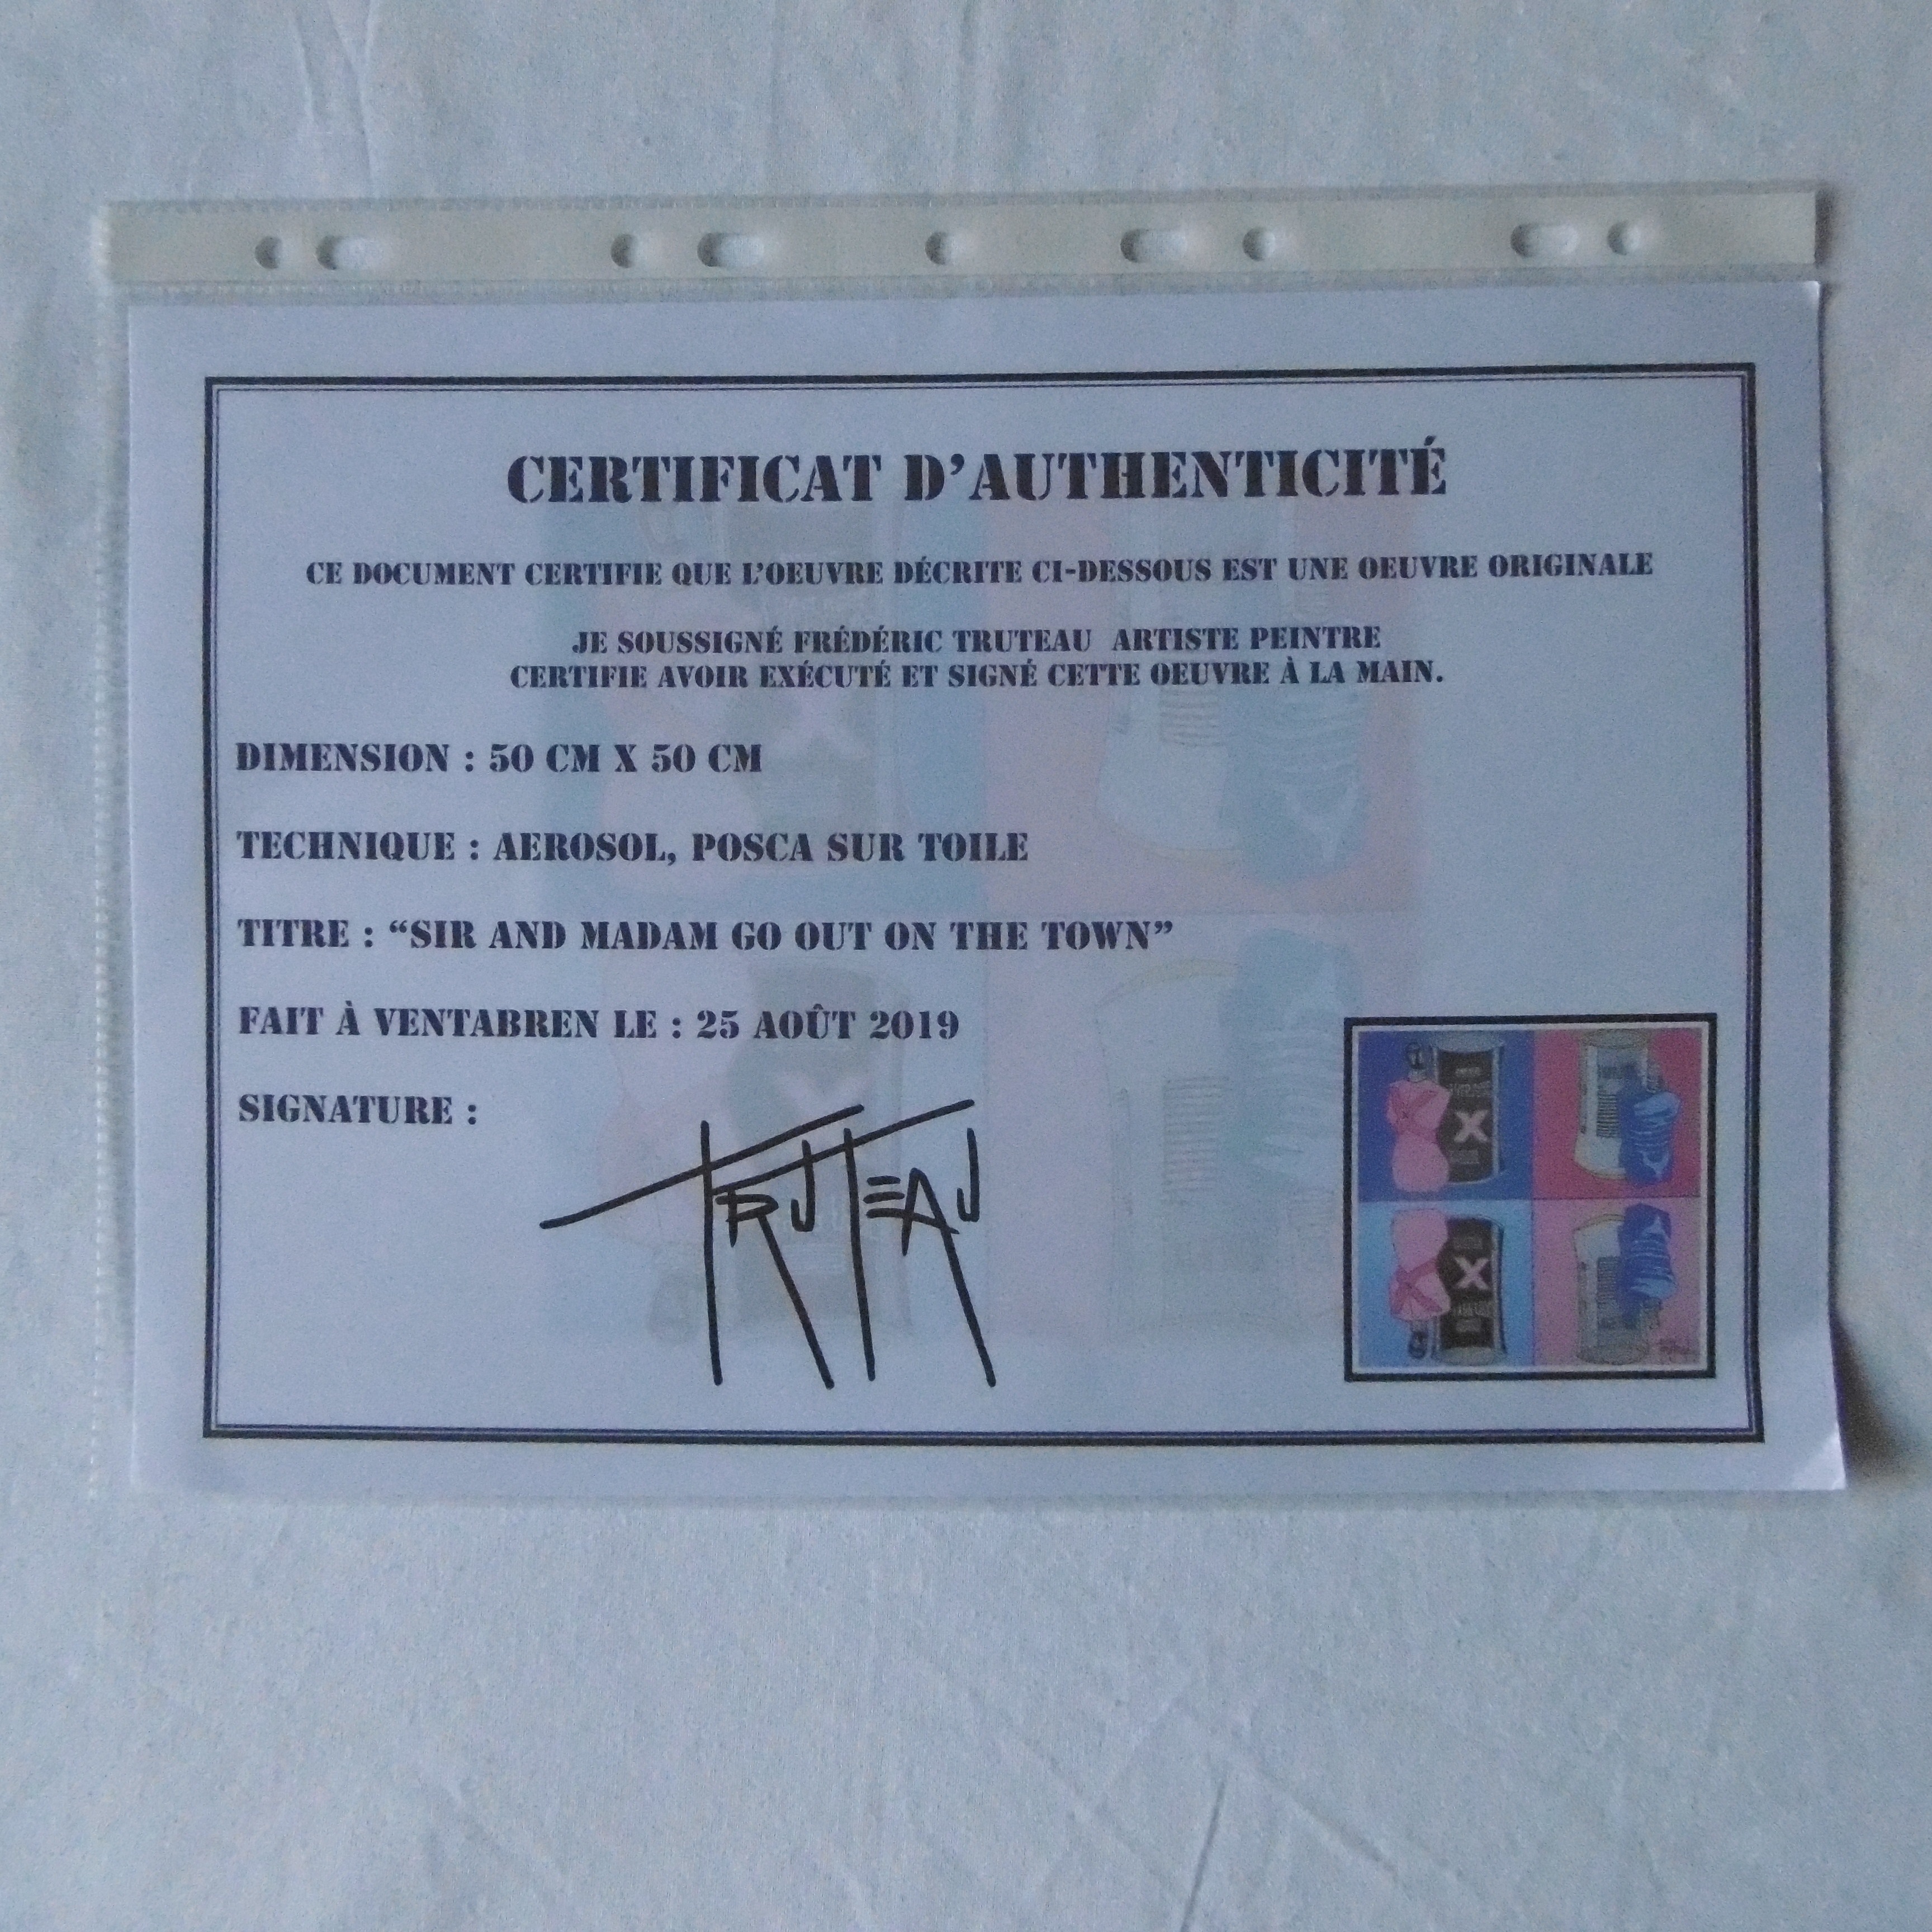 CERTIFICAT D'AUTHENTICITÉ
CE DOCUMENT CERTIFIE QUE L'OEUVRE DÉCRITE CI-DESSOUS EST UNE OEUVRE ORIGINALE
JE SOUSSIGNÉ FRÉDÉRIC TRUTEAU ARTISTE PEINTRE
CERTIFIE AVOIR EXÉCUTÉ ET SIGNÉ CETTE OEUVRE À LA MAIN.
DIMENSION : 50 CM X 50 CM
TECHNIQUE : AEROSOL, POSCA SUR TOILE
TITRE : “SIR AND MADAM GO OUT ON THE TOWN”
FAIT À VENTABREN LE : 25 AOÛT 2019
SIGNATURE :
TRUTEAU
X
X